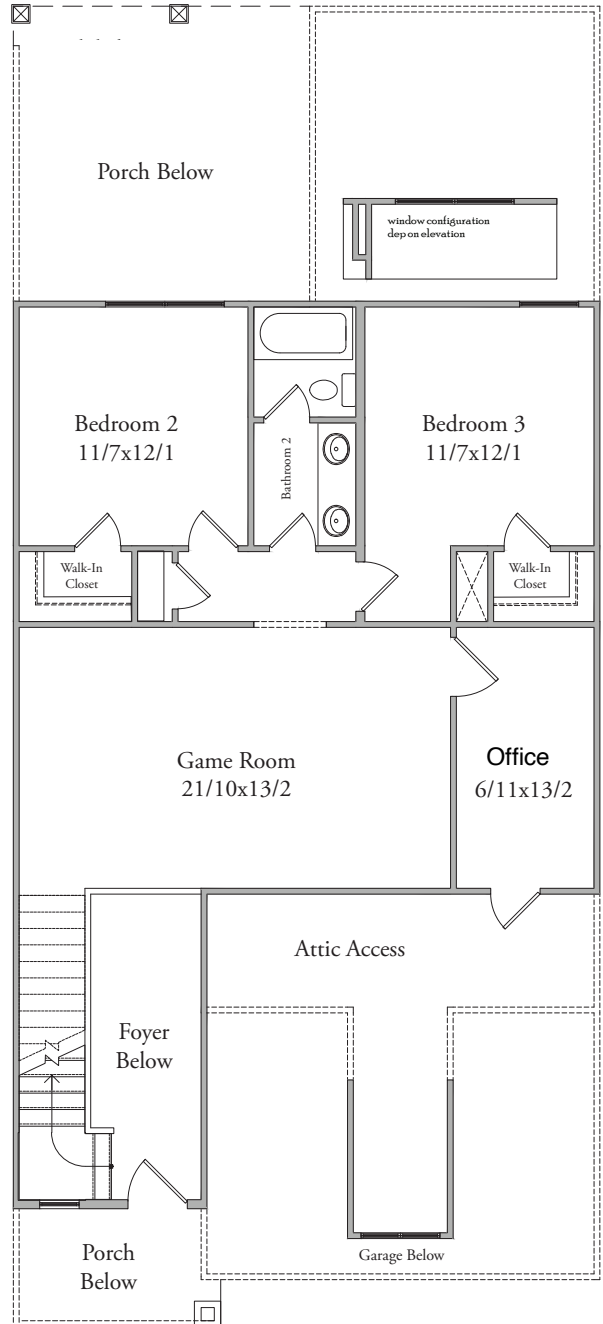 Porch Below
window configuration
dep on elevation
Bedroom 2
11/7x12/1
Bathroom 2
Bedroom 3
11/7x12/1
Walk-In
Closet
Walk-In
Closet
Game Room
21/10x13/2
Office
6/11x13/2
Attic Access
Foyer
Below
Porch
Below
Garage Below